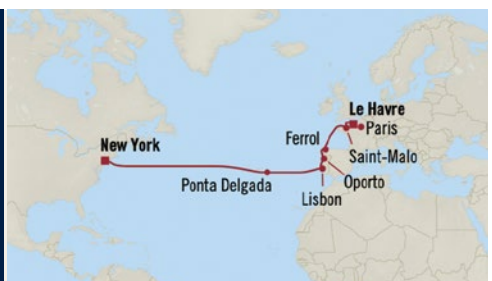 Le Havre
Paris
New York
Ferrol
Saint-Malo
Ponta Delgada
Oporto
Lisbon